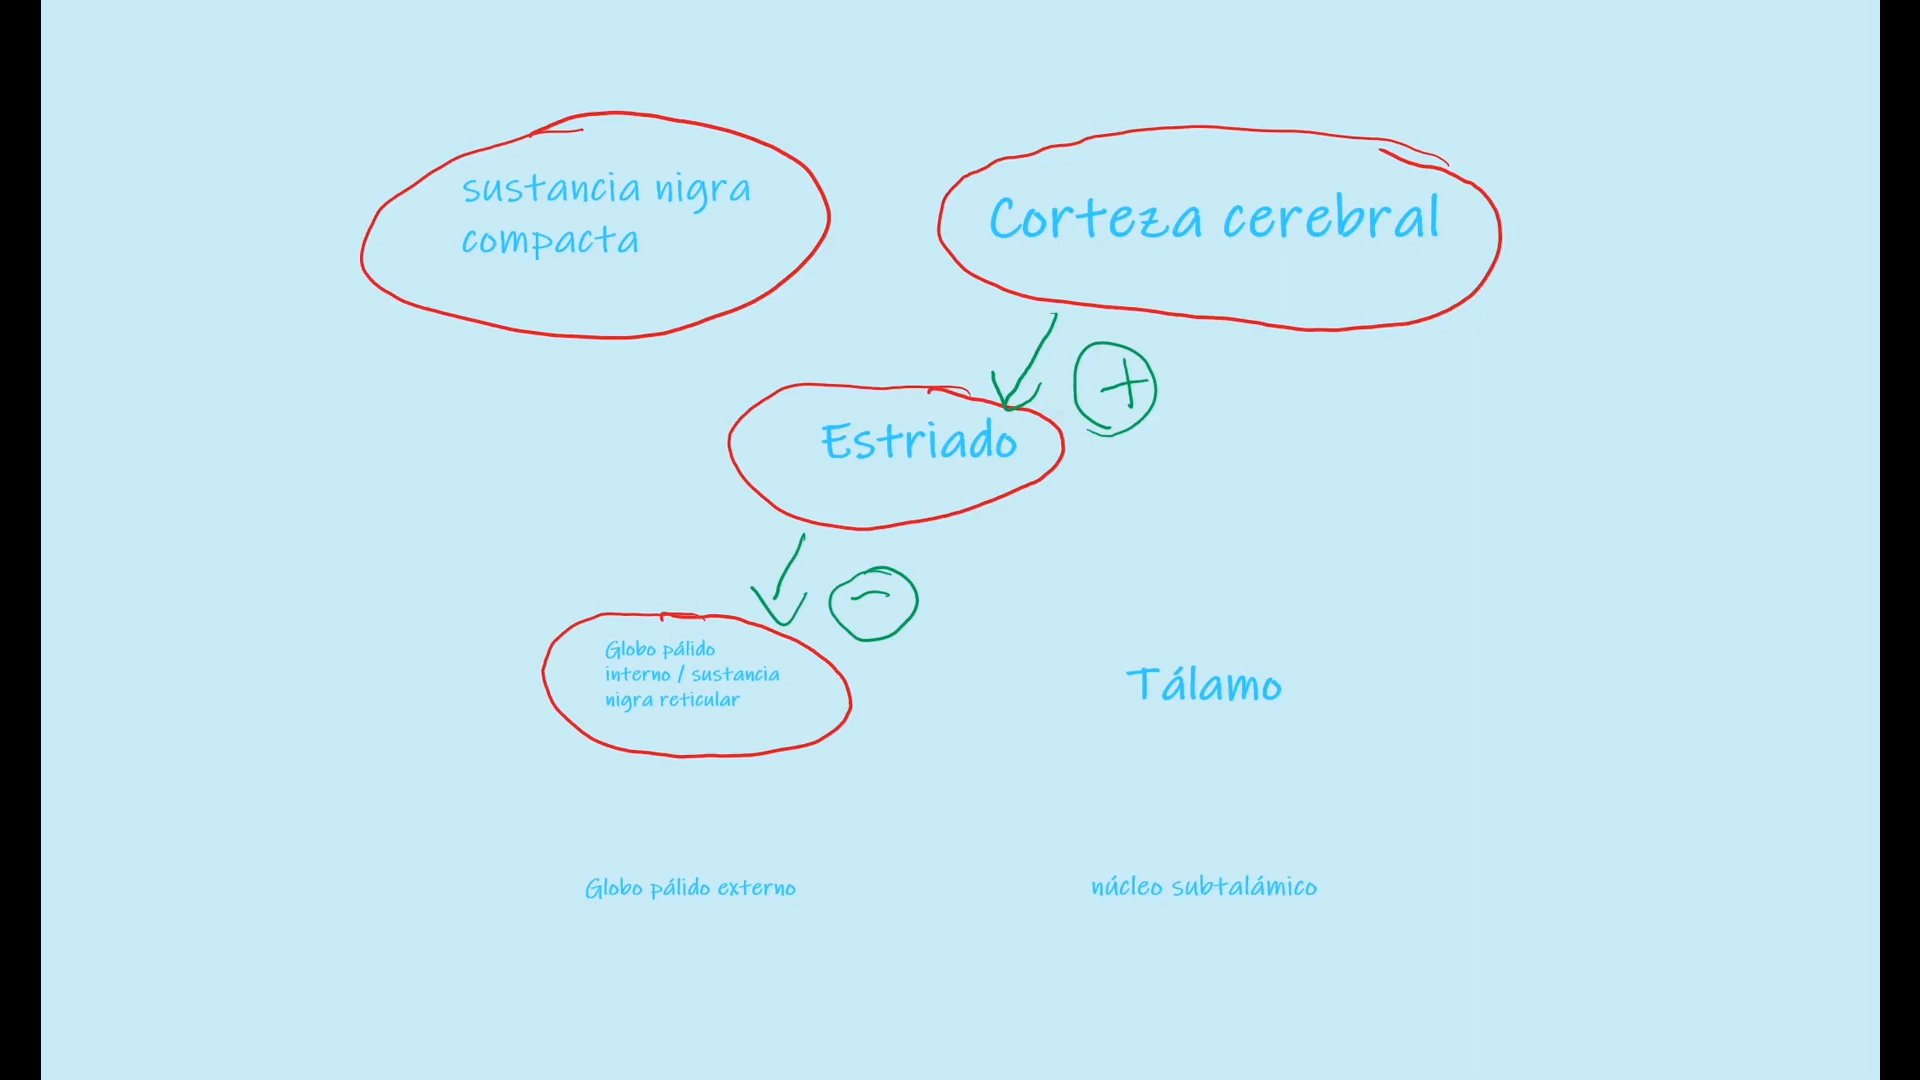 sustancia nigra
compacta
Corteza cerebral
+
Estriado
-
Globo pálido
interno / sustancia
nigra reticular
Tálamo
Globo pálido externo
núcleo subtalámico